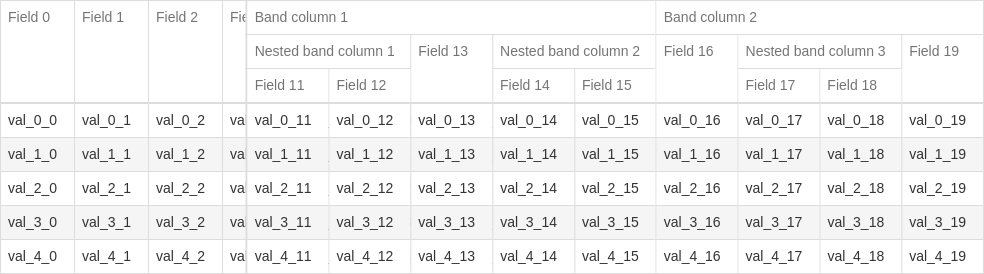 Field 0 Field 1 Field 2 Fie Band column 1 Band column 2
Nested band column 1 Field 13 Nested band column 2 Field 16 Nested band column 3 Field 19
Field 11 Field 12 Field 14 Field 15 Field 17 Field 18
val_0_0 val_0_1 val_0_2 va val_0_11 val_0_12 val_0_13 val_0_14 val_0_15 val_0_16 val_0_17 val_0_18 val_0_19
val_1_0 val_1_1 val_1_2 va val_1_11 val_1_12 val_1_13 val_1_14 val_1_15 val_1_16 val_1_17 val_1_18 val_1_19
val_2_0 val_2_1 val_2_2 va val_2_11 val_2_12 val_2_13 val_2_14 val_2_15 val_2_16 val_2_17 val_2_18 val_2_19
val_3_0 val_3_1 val_3_2 va val_3_11 val_3_12 val_3_13 val_3_14 val_3_15 val_3_16 val_3_17 val_3_18 val_3_19
val_4_0 val_4_1 val_4_2 va val_4_11 val_4_12 val_4_13 val_4_14 val_4_15 val_4_16 val_4_17 val_4_18 val_4_19